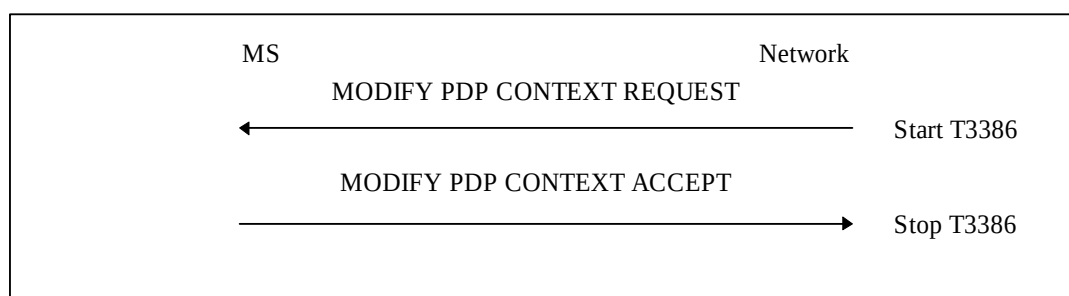 MS Network
MODIFY PDP CONTEXT REQUEST
Start T3386
MODIFY PDP CONTEXT ACCEPT
Stop T3386